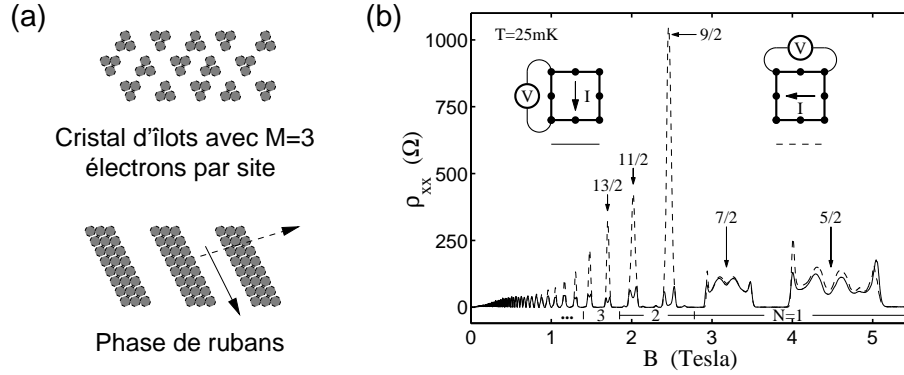 (a)
Cristal d'îlots avec M=3
électrons par site
Phase de rubans
(b)
T=25mK
9/2
V
I
V
I
11/2
13/2
7/2
5/2
1000
750
500
250
0
ρxx (Ω)
... 3 2 N=1
0 1 2 3 4 5
B (Tesla)